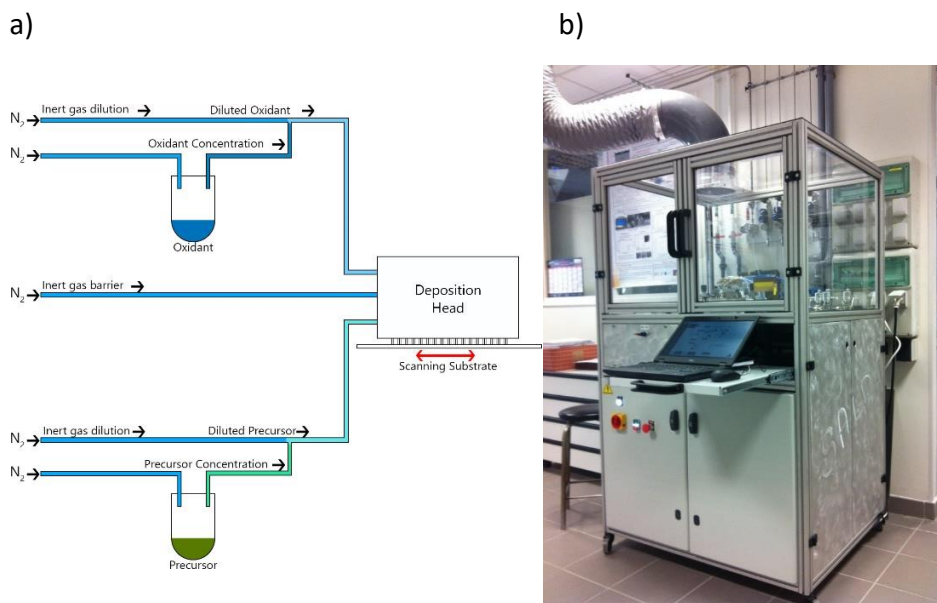 a)
b)
N2
Inert gas dilution
Diluted Oxidant
Oxidant Concentration
N2
Oxidant
N2
Inert gas barrier
Deposition
Head
Scanning Substrate
N2
Inert gas dilution
Diluted Precursor
Precursor Concentration
N2
Precursor